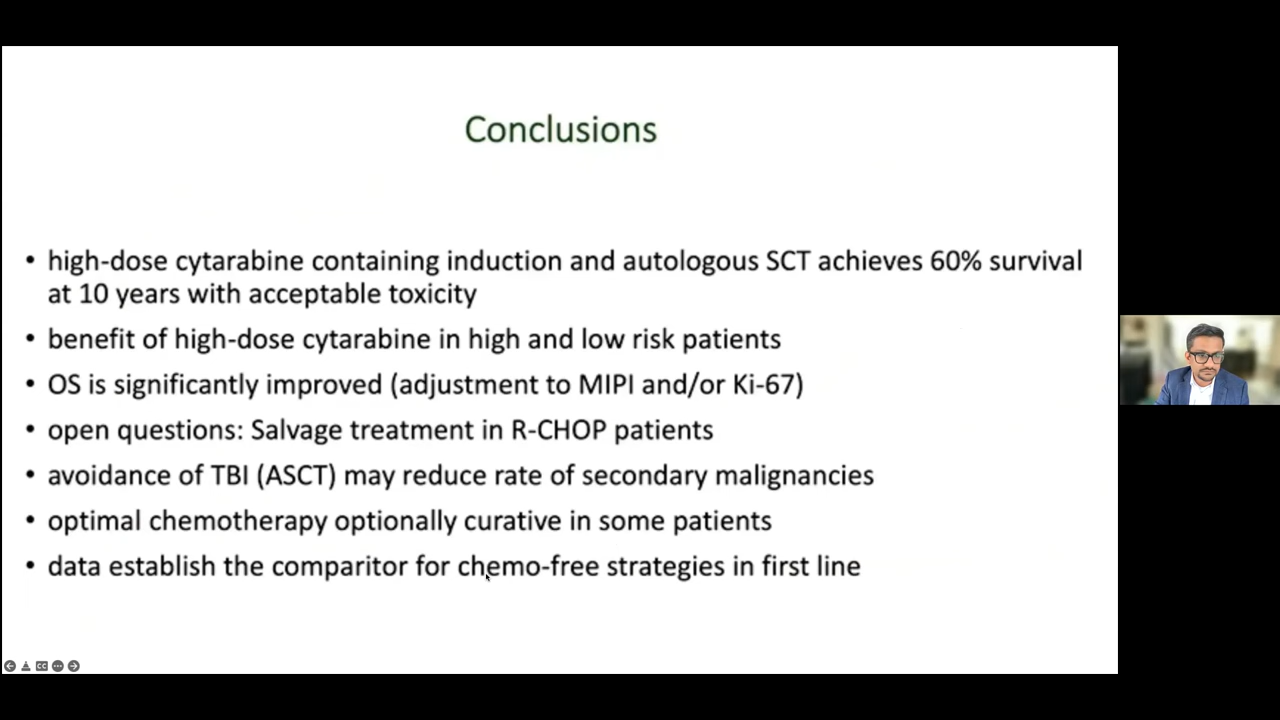 Conclusions
• high-dose cytarabine containing induction and autologous SCT achieves 60% survival
at 10 years with acceptable toxicity
• benefit of high-dose cytarabine in high and low risk patients
• OS is significantly improved (adjustment to MIPI and/or Ki-67)
• open questions: Salvage treatment in R-CHOP patients
• avoidance of TBI (ASCT) may reduce rate of secondary malignancies
• optimal chemotherapy optionally curative in some patients
• data establish the comparitor for chemo-free strategies in first line